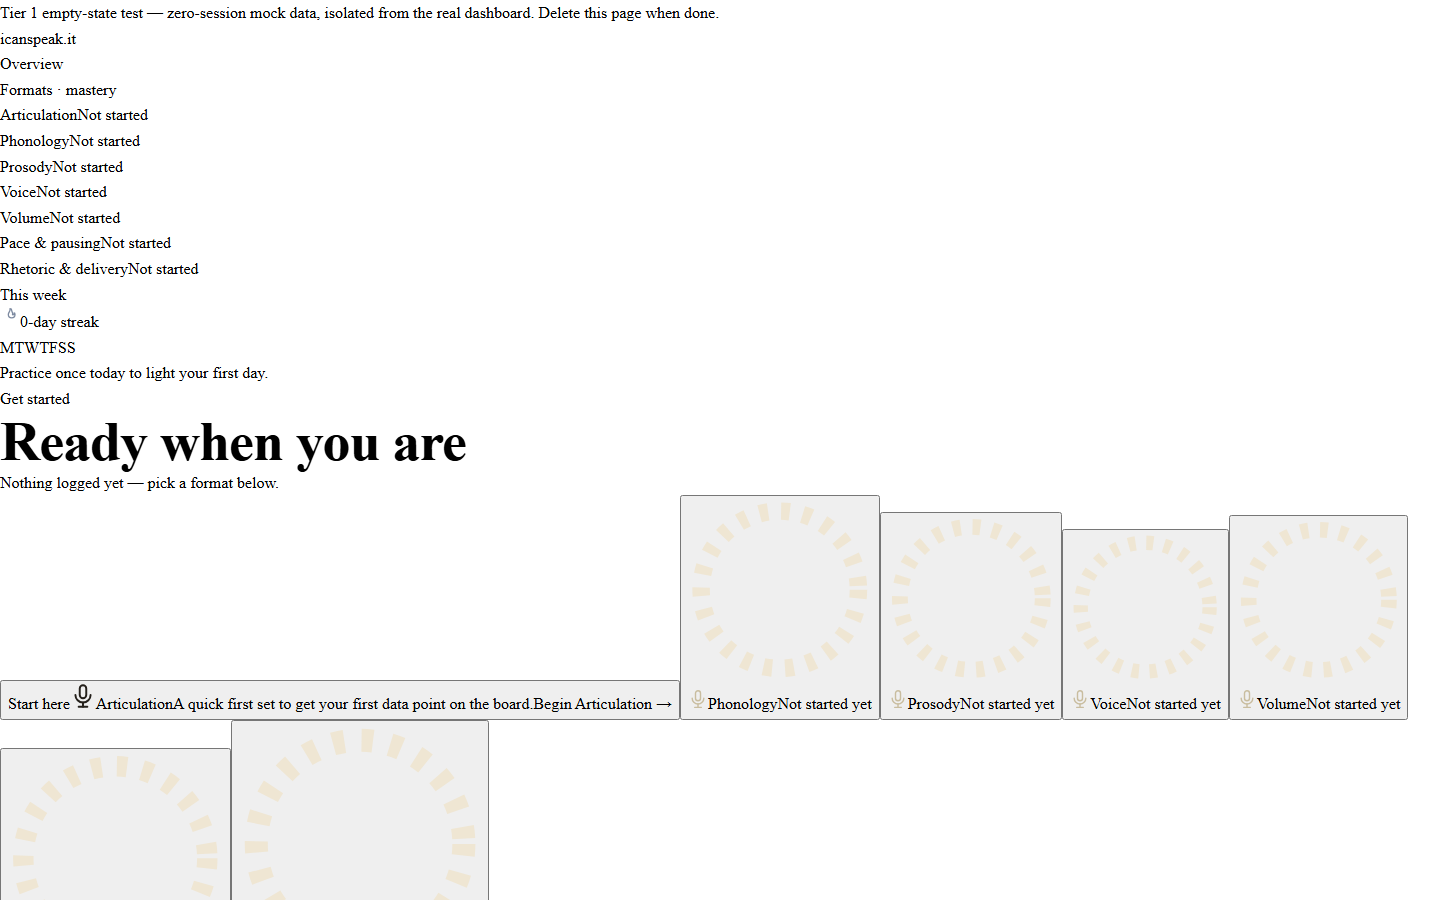 Tier 1 empty-state test — zero-session mock data, isolated from the real dashboard. Delete this page when done.
icanspeak.it
Overview
Formats · mastery
ArticulationNot started
PhonologyNot started
ProsodyNot started
VoiceNot started
VolumeNot started
Pace & pausingNot started
Rhetoric & deliveryNot started
This week
0-day streak
MTWTFSS
Practice once today to light your first day.
Get started
Ready when you are
Nothing logged yet — pick a format below.
Start here ArticulationA quick first set to get your first data point on the board.Begin Articulation →
PhonologyNot started yet
ProsodyNot started yet
VoiceNot started yet
VolumeNot started yet